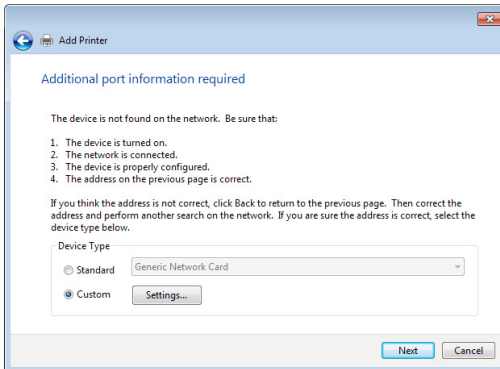 Add Printer
Additional port information required
The device is not found on the network. Be sure that:
1. The device is turned on.
2. The network is connected.
3. The device is properly configured.
4. The address on the previous page is correct.
If you think the address is not correct, click Back to return to the previous page. Then correct the
address and perform another search on the network. If you are sure the address is correct, select the
device type below.
Device Type
Standard Generic Network Card
Custom Settings...
Next Cancel